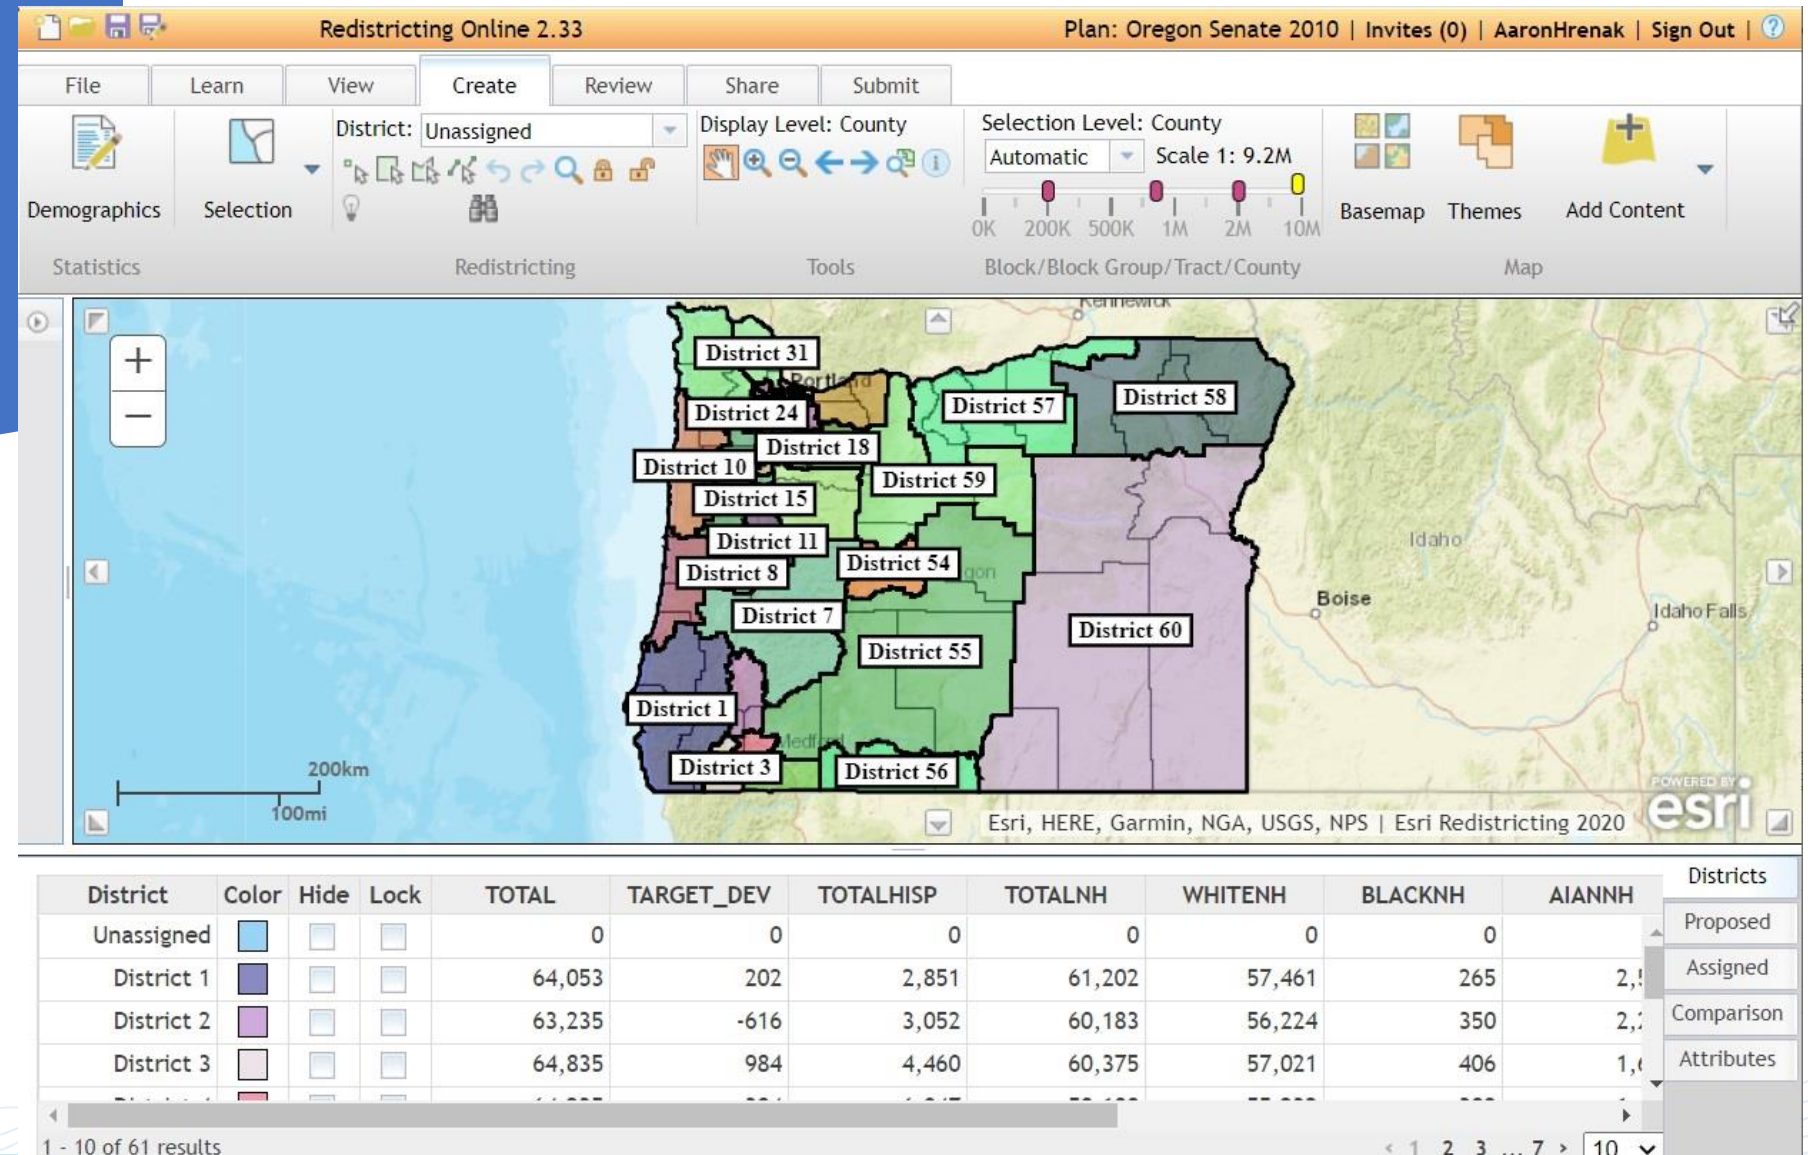 Redistricting Online 2.33
Plan: Oregon Senate 2010 | Invites (0) | AaronHrenak | Sign Out | ?
File Learn View Create Review Share Submit
District: Unassigned
Display Level: County
Selection Level: County
Automatic Scale 1: 9.2M
Demographics Selection
Basemap Themes Add Content
0K 200K 500K 1M 2M 10M
Statistics Redistricting Tools Block/Block Group/Tract/County Map
Kennewick
+
−
District 31
Portland
District 24
District 57
District 58
District 18
District 10
District 59
District 15
District 11
Idaho
District 8
District 54
gon
Boise
District 7
Idaho Falls
District 60
District 55
District 1
Medford
District 3
District 56
200km
100mi
POWERED BY
esri
Esri, HERE, Garmin, NGA, USGS, NPS | Esri Redistricting 2020
Districts
Proposed
Assigned
Comparison
Attributes
District Color Hide Lock TOTAL TARGET_DEV TOTALHISP TOTALNH WHITENH BLACKNH AIANNH
Unassigned 0 0 0 0 0 0
District 1 64,053 202 2,851 61,202 57,461 265
District 2 63,235 -616 3,052 60,183 56,224 350
District 3 64,835 984 4,460 60,375 57,021 406
1 - 10 of 61 results
‹ 1 2 3 ... 7 › 10